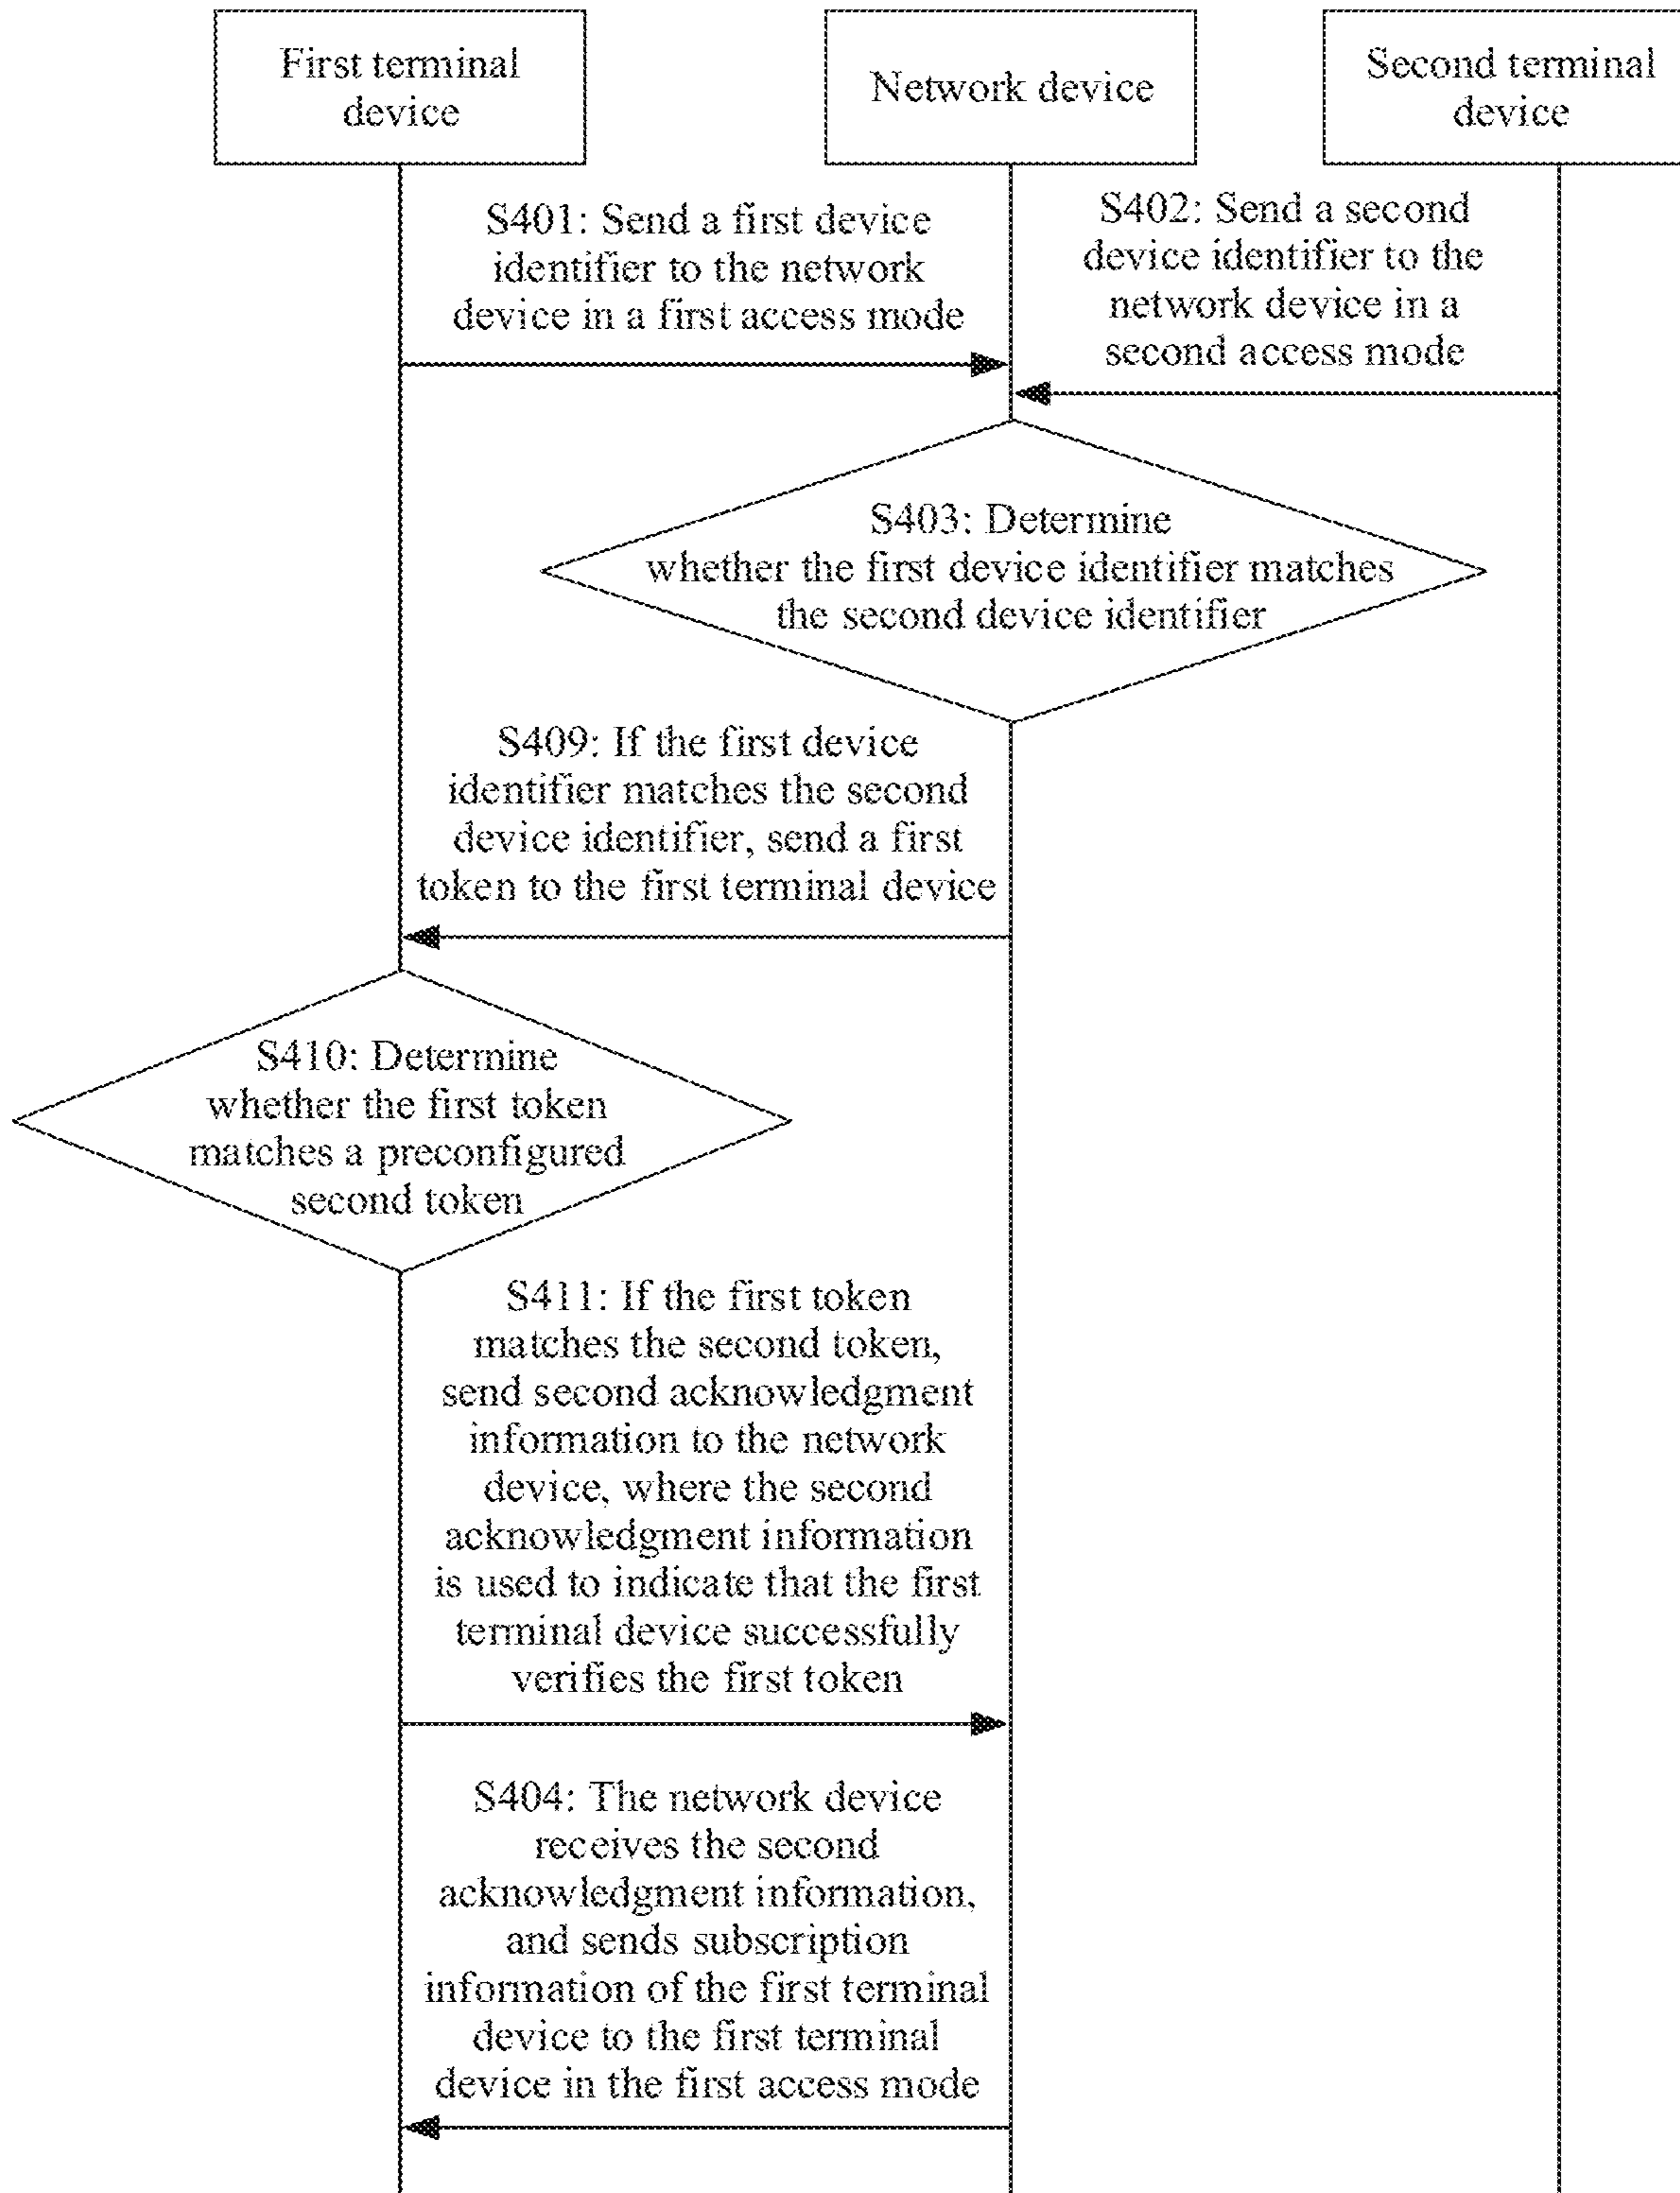 First terminal
device
Network device
Second terminal
device
S401: Send a first device
identifier to the network
device in a first access mode
S402: Send a second
device identifier to the
network device in a
second access mode
S403: Determine
whether the first device identifier matches
the second device identifier
S409: If the first device
identifier matches the second
device identifier, send a first
token to the first terminal device
S410: Determine
whether the first token
matches a preconfigured
second token
S411: If the first token
matches the second token,
send second acknowledgment
information to the network
device, where the second
acknowledgment information
is used to indicate that the first
terminal device successfully
verifies the first token
S404: The network device
receives the second
acknowledgment information,
and sends subscription
information of the first terminal
device to the first terminal
device in the first access mode